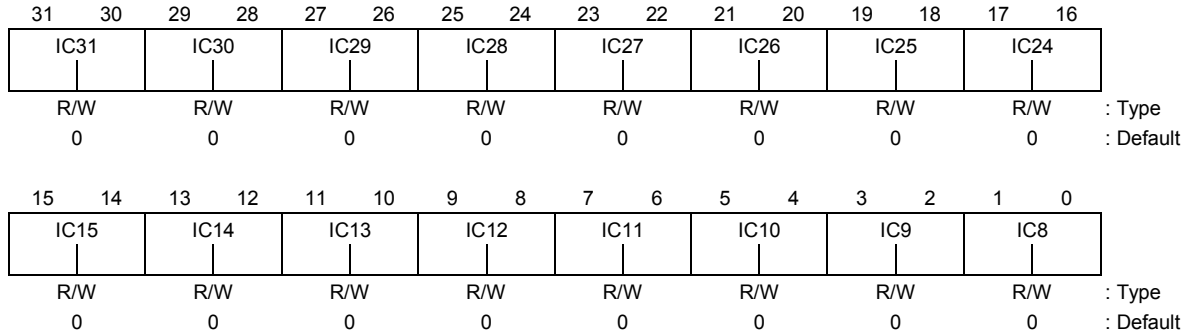 31 30 29 28 27 26 25 24 23 22 21 20 19 18 17 16
IC31 IC30 IC29 IC28 IC27 IC26 IC25 IC24
R/W R/W R/W R/W R/W R/W R/W R/W : Type
0 0 0 0 0 0 0 0 : Default
15 14 13 12 11 10 9 8 7 6 5 4 3 2 1 0
IC15 IC14 IC13 IC12 IC11 IC10 IC9 IC8
R/W R/W R/W R/W R/W R/W R/W R/W : Type
0 0 0 0 0 0 0 0 : Default